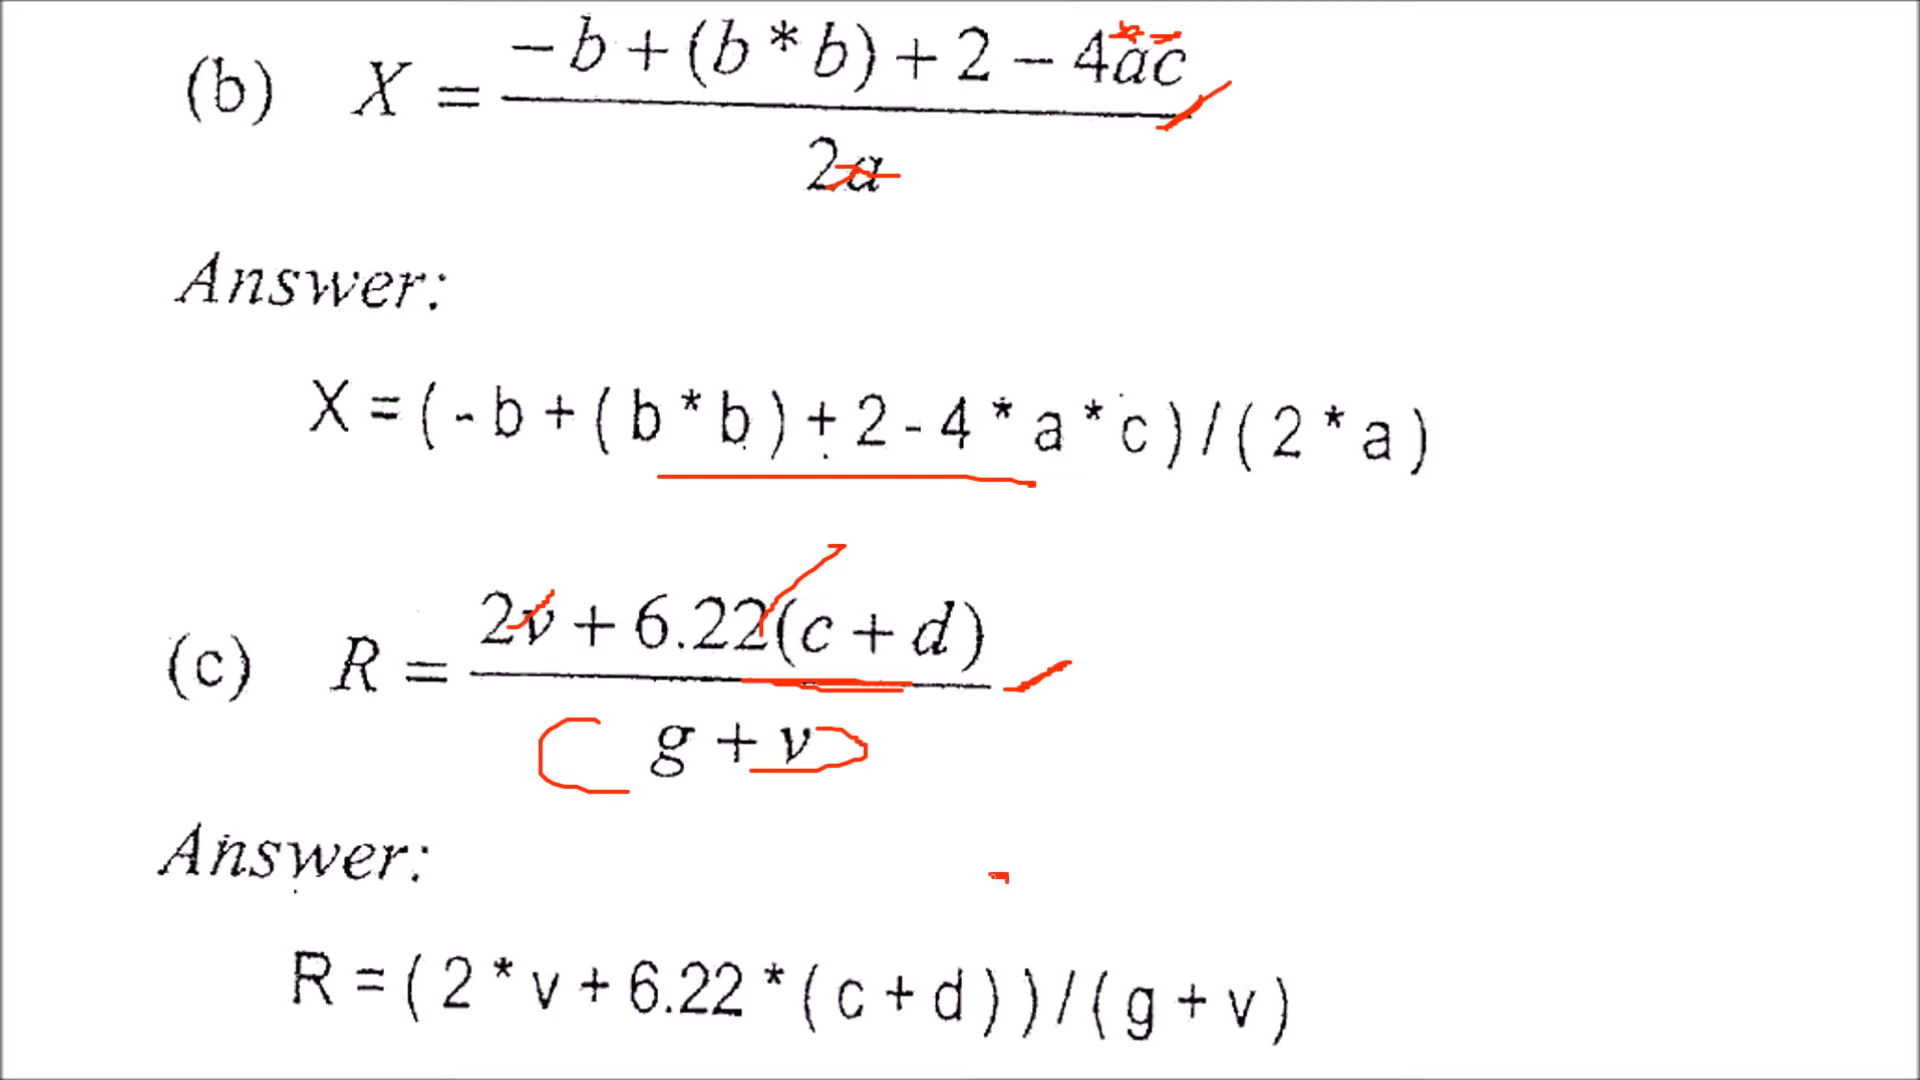 (b) X = −b + (b * b) + 2 − 4ac
2a
Answer:
X = ( - b + ( b * b ) + 2 - 4 * a * c ) / ( 2 * a )
(c) R = 2v + 6.22(c + d)
g + v
Answer:
R = ( 2 * v + 6.22 * ( c + d ) ) / ( g + v )